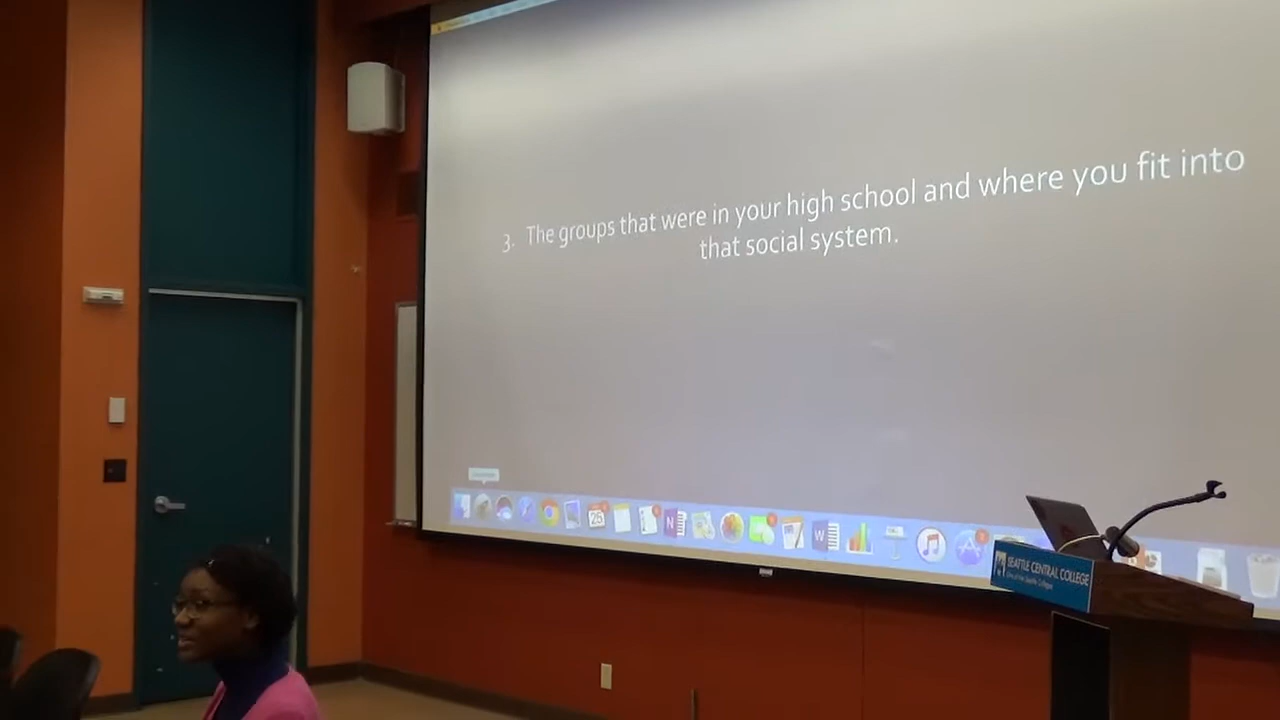 3. The groups that were in your high school and where you fit into
that social system.
25
N
W
SEATTLE CENTRAL COLLEGE